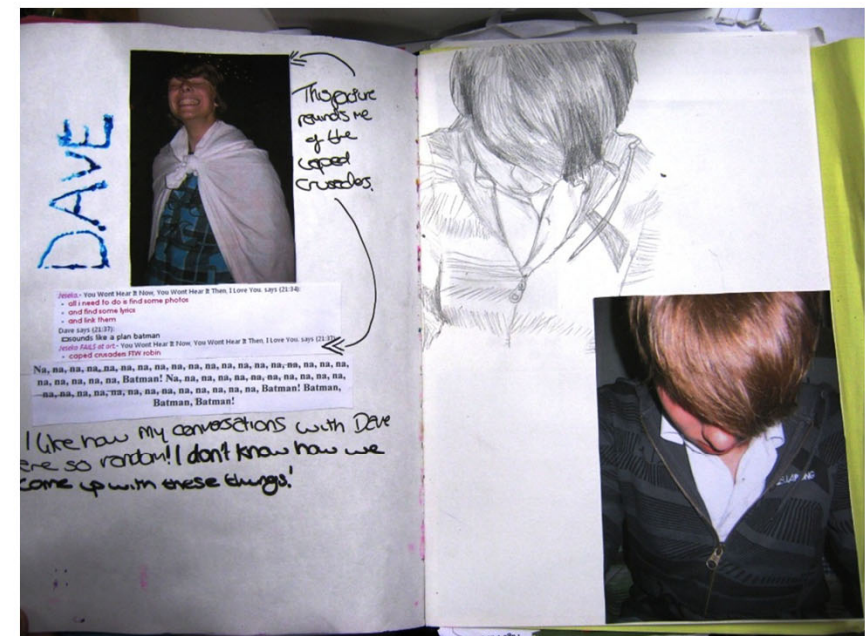 DAVE
This picture
reminds me
of the
caped
crusaders.
Jeseka - You Wont Hear It Now, You Wont Hear It Then, I Love You. says (21:34):
• all i need to do is find some photos
• and find some lyrics
• and link them
Dave says (21:37):
sounds like a plan batman
Jeseka FAILS at art - You Wont Hear It Now, You Wont Hear It Then, I Love You. says (21:37):
• caped crusaders FTW robin
Na, na, na, na, na, na, na, na, na, na, na, na, na, na, na, na, na, na, na,
na, na, na, na, na, Batman! Na, na, na, na, na, na, na, na, na, na, na,
na, na, na, na, na, na, na, na, na, na, na, na, na, Batman! Batman,
Batman, Batman!
I like how my conversations with Dave
are so random! I don't know how we
come up with these things!